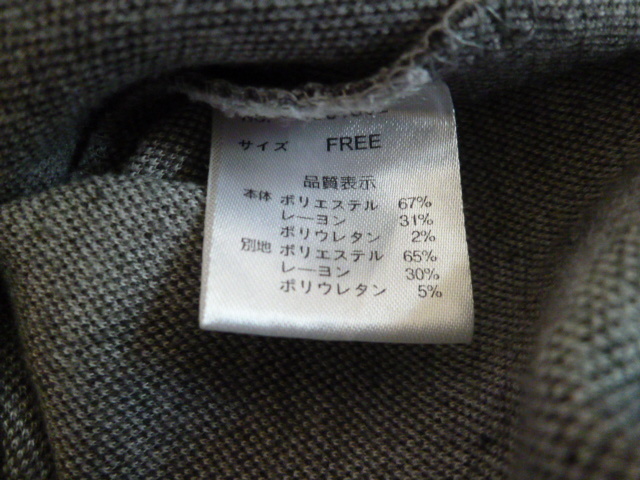 サイズ FREE
品質表示
本体 ポリエステル 67%
レーヨン 31%
ポリウレタン 2%
別地 ポリエステル 65%
レーヨン 30%
ポリウレタン 5%